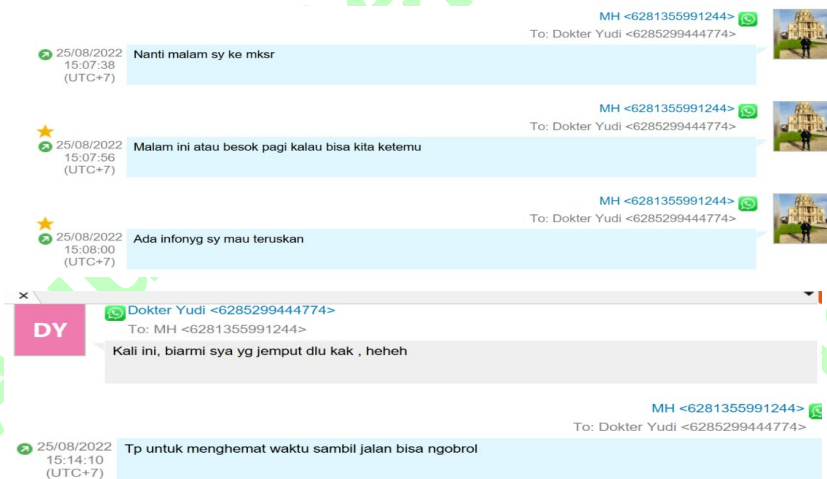 MH <6281355991244>
To: Dokter Yudi <6285299444774>
25/08/2022
15:07:38
(UTC+7)
Nanti malam sy ke mksr
MH <6281355991244>
To: Dokter Yudi <6285299444774>
25/08/2022
15:07:56
(UTC+7)
Malam ini atau besok pagi kalau bisa kita ketemu
MH <6281355991244>
To: Dokter Yudi <6285299444774>
25/08/2022
15:08:00
(UTC+7)
Ada infonyg sy mau teruskan
DY
Dokter Yudi <6285299444774>
To: MH <6281355991244>
Kali ini, biarmi sya yg jemput dlu kak , heheh
MH <6281355991244>
To: Dokter Yudi <6285299444774>
25/08/2022
15:14:10
(UTC+7)
Tp untuk menghemat waktu sambil jalan bisa ngobrol